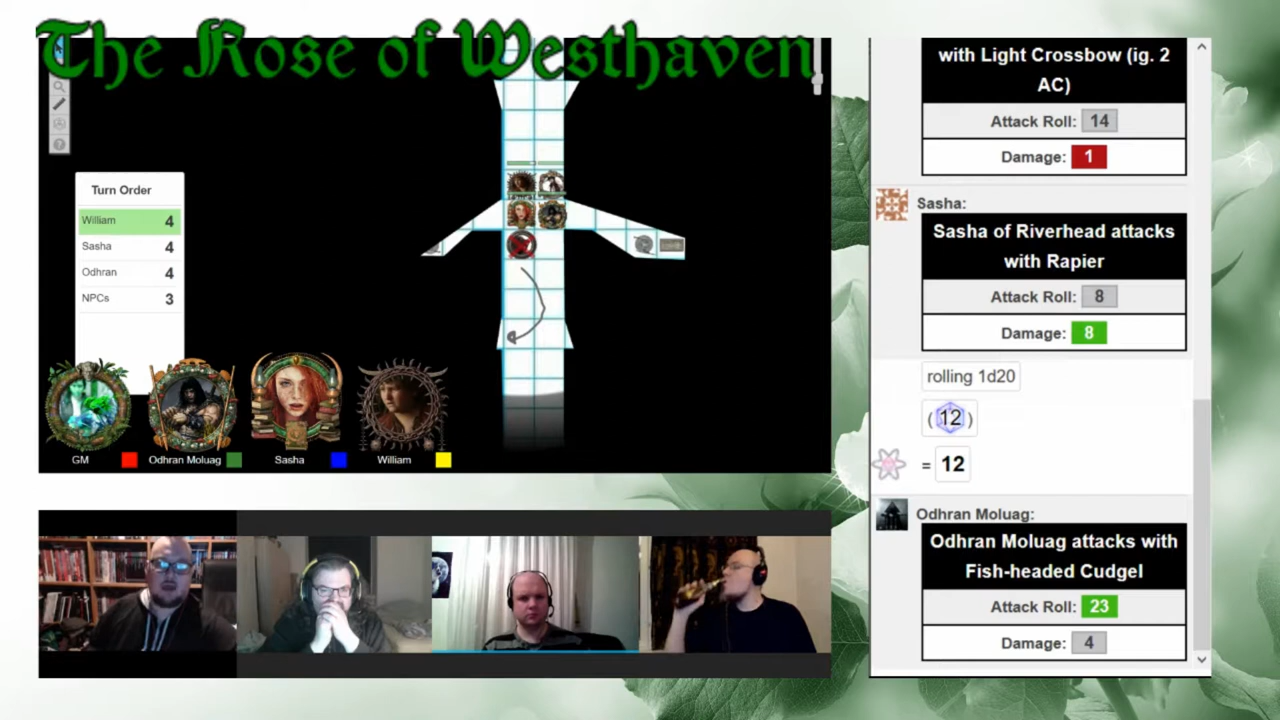 The Rose of Westhaven
Turn Order
William 4
Sasha 4
Odhran 4
NPCs 3
GM
Odhran Moluag
Sasha
William
with Light Crossbow (ig. 2
AC)
Attack Roll: 14
Damage: 1
Sasha:
Sasha of Riverhead attacks
with Rapier
Attack Roll: 8
Damage: 8
rolling 1d20
(12)
= 12
Odhran Moluag:
Odhran Moluag attacks with
Fish-headed Cudgel
Attack Roll: 23
Damage: 4